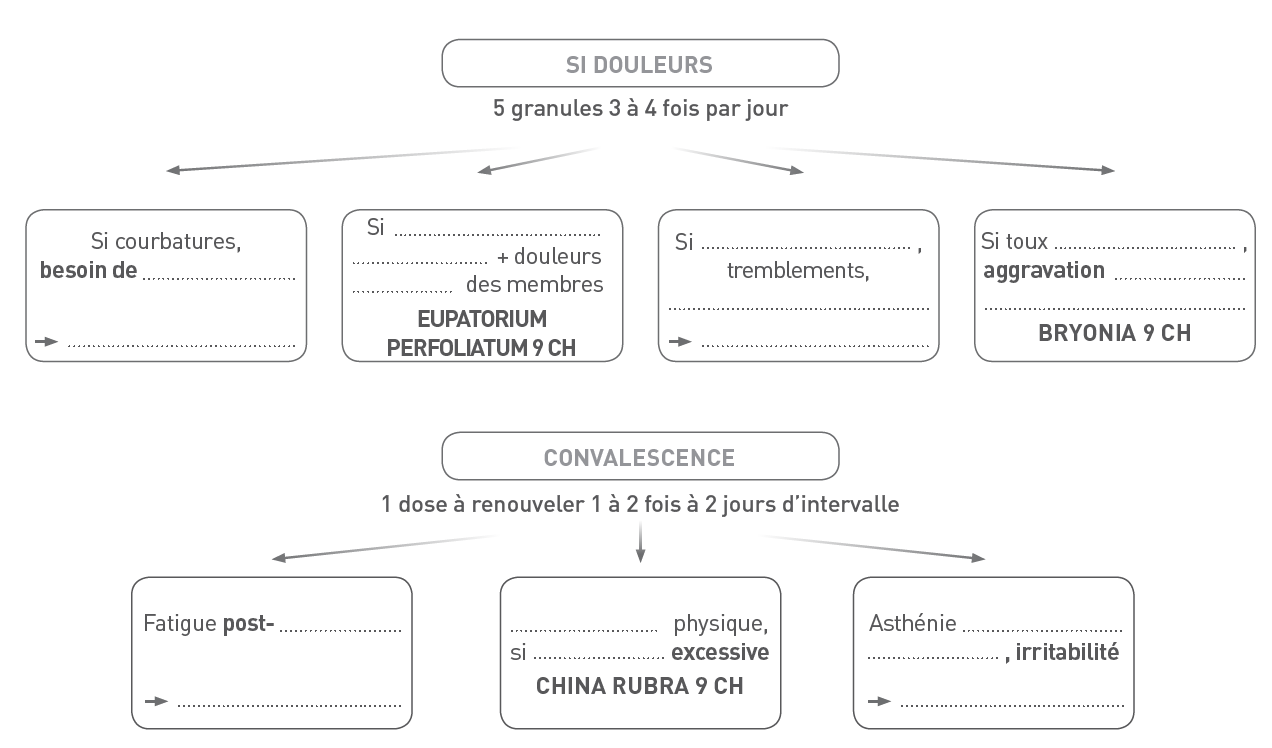 SI DOULEURS
5 granules 3 à 4 fois par jour
Si courbatures,
besoin de ..............................
→ ..............................
Si ..............................
.............................. + douleurs
.................... des membres
EUPATORIUM
PERFOLIATUM 9 CH
Si .............................. ,
tremblements,
..............................
→ ..............................
Si toux .............................. ,
aggravation ..............................
..............................
BRYONIA 9 CH
CONVALESCENCE
1 dose à renouveler 1 à 2 fois à 2 jours d’intervalle
Fatigue post- ....................
→ ..............................
.............................. physique,
si .............................. excessive
CHINA RUBRA 9 CH
Asthénie ..............................
.............................. , irritabilité
→ ..............................